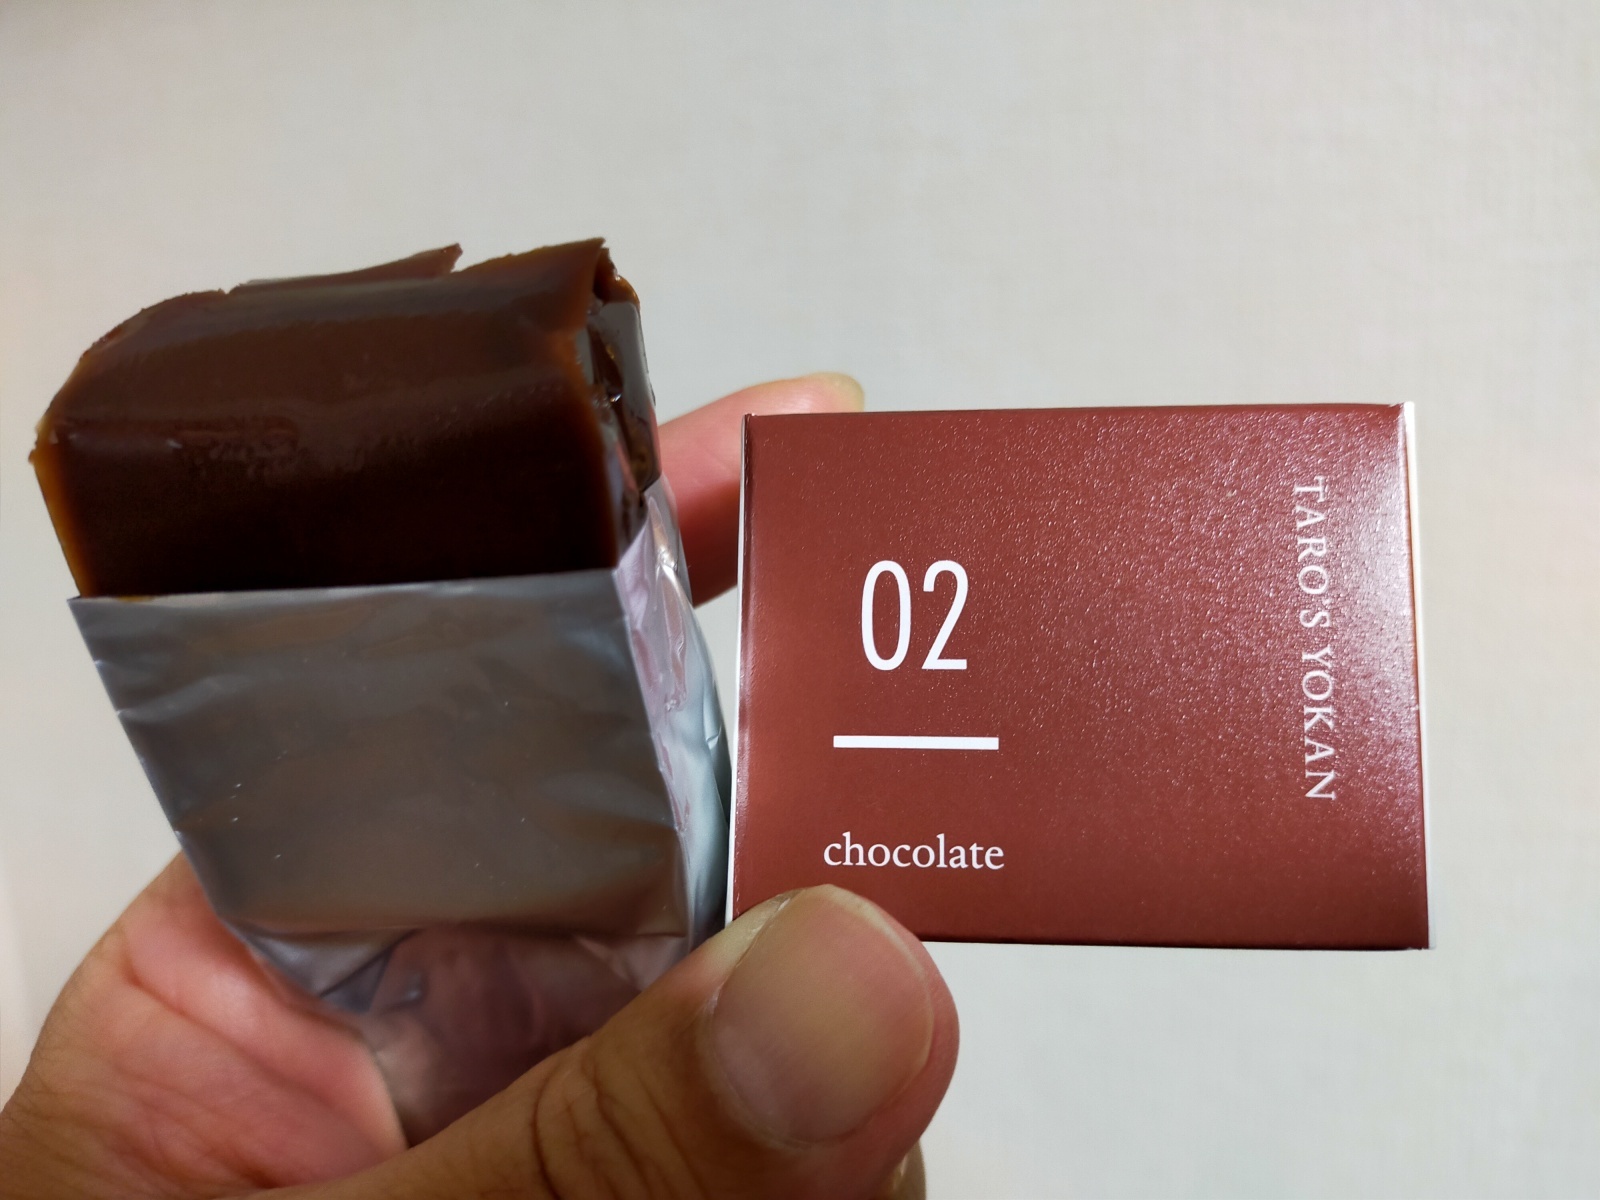 02
chocolate
TARO'S YOKAN